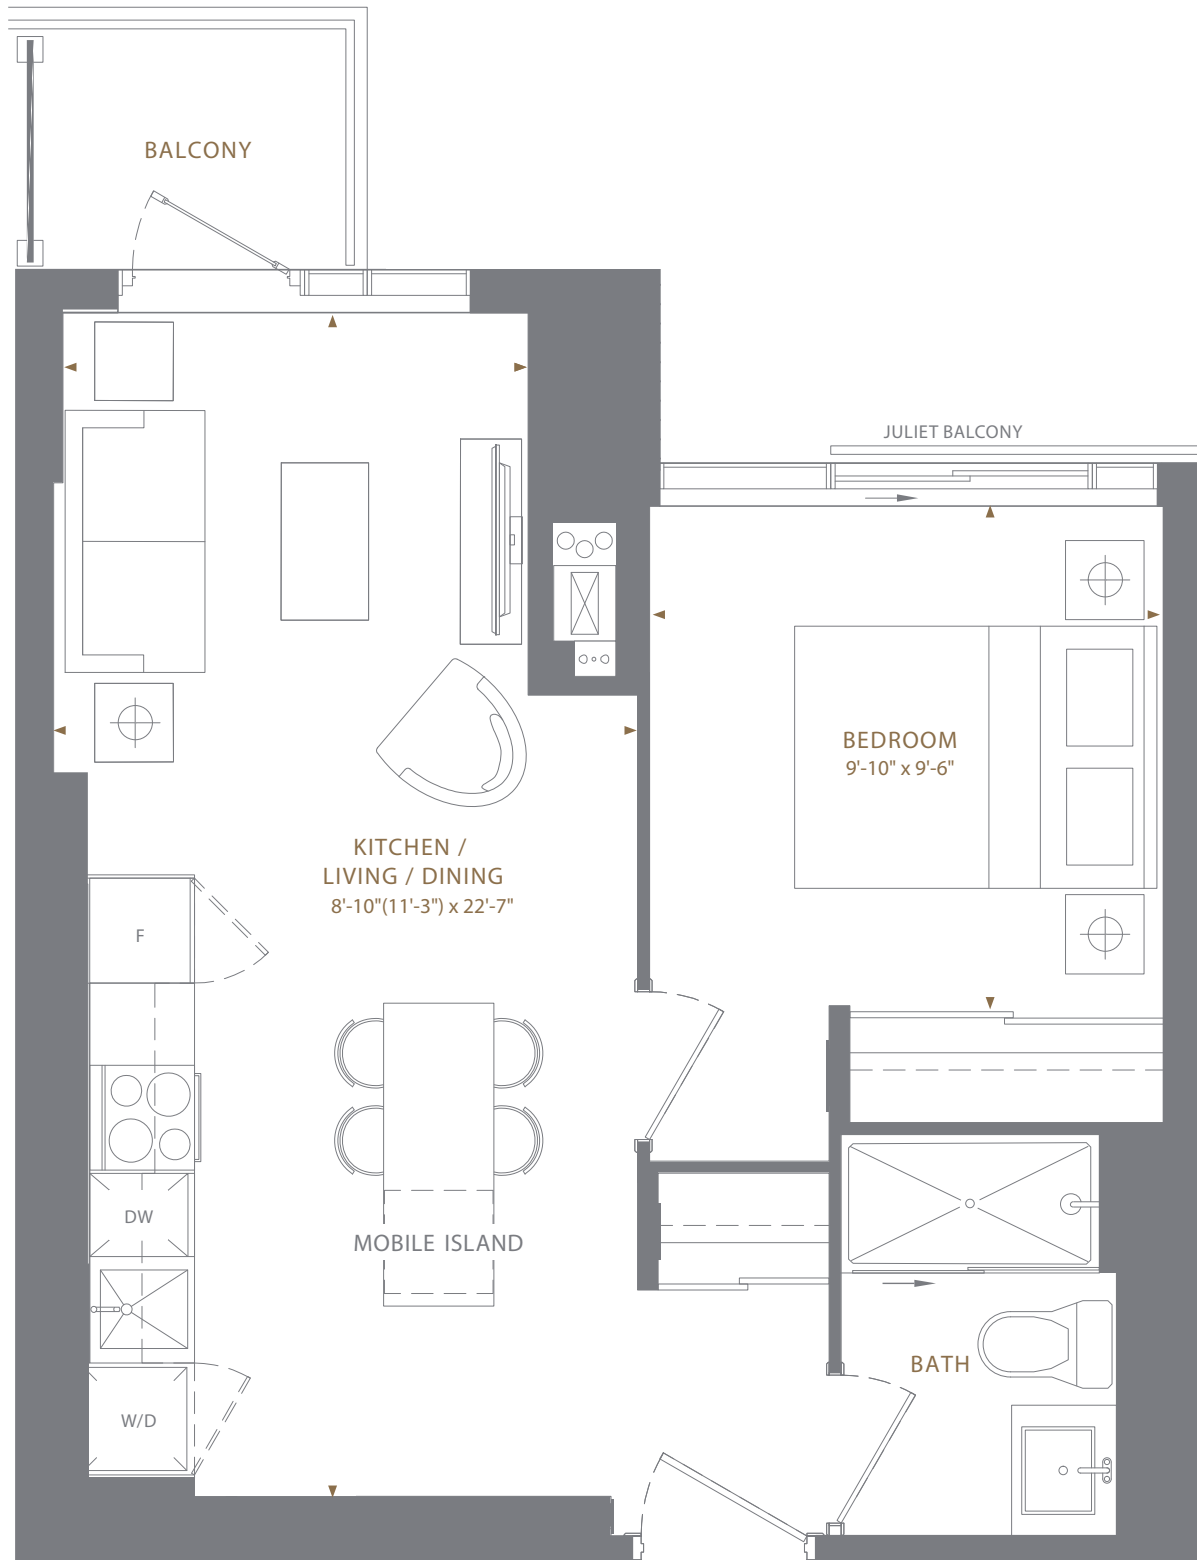 BALCONY
JULIET BALCONY
BEDROOM
9'-10" x 9'-6"
KITCHEN /
LIVING / DINING
8'-10"(11'-3") x 22'-7"
F
DW
MOBILE ISLAND
BATH
W/D